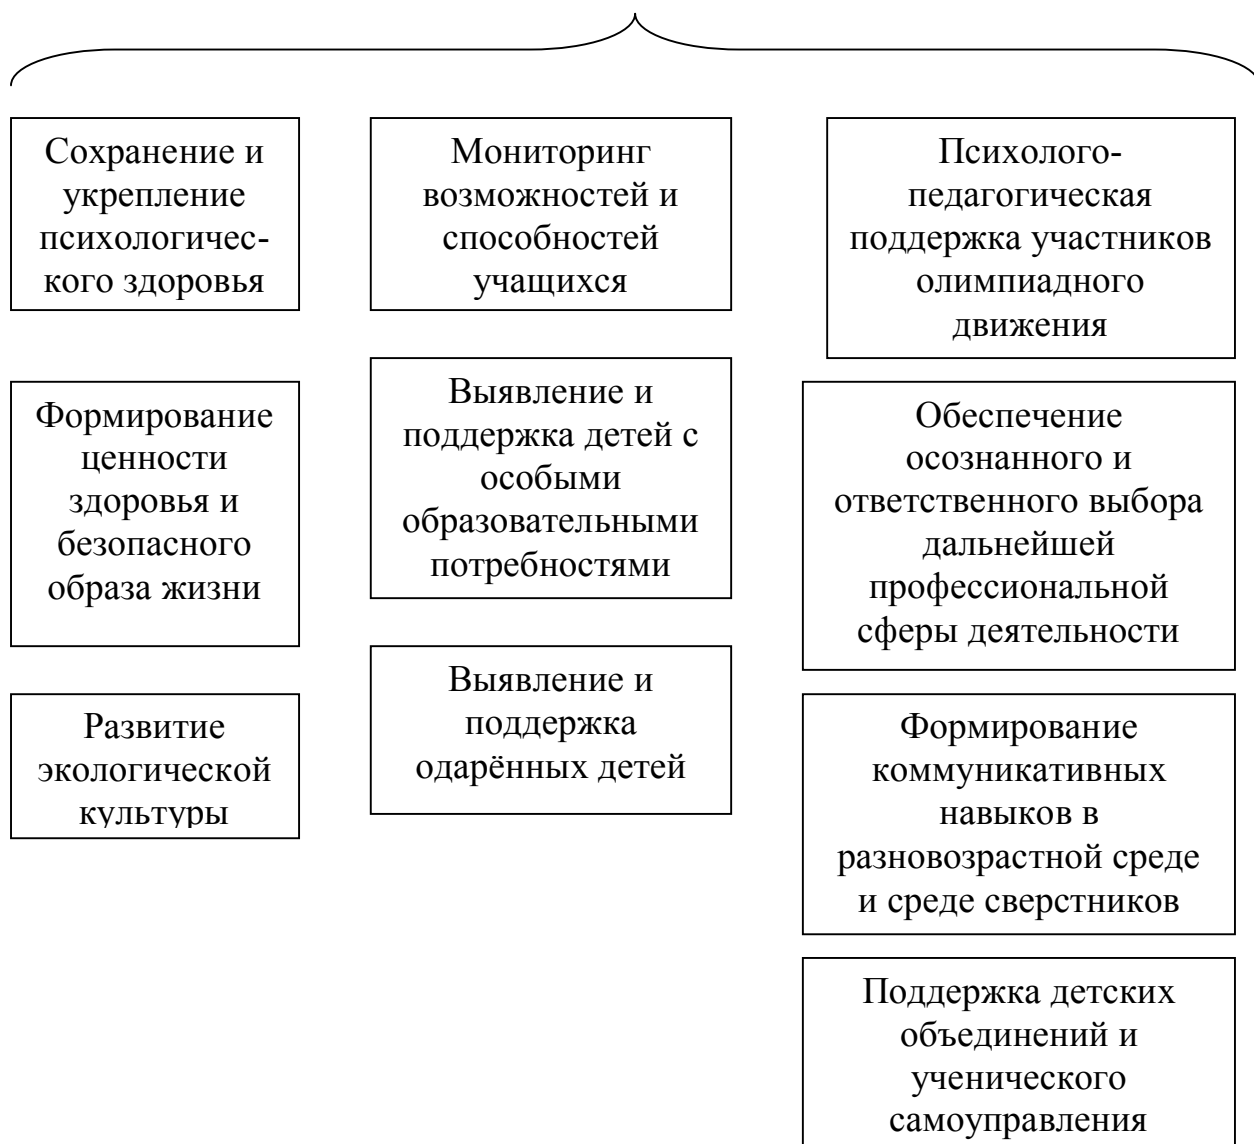 Сохранение и
укрепление
психологичес-
кого здоровья
Формирование
ценности
здоровья и
безопасного
образа жизни
Развитие
экологической
культуры
Мониторинг
возможностей и
способностей
учащихся
Выявление и
поддержка детей с
особыми
образовательными
потребностями
Выявление и
поддержка
одарённых детей
Психолого-
педагогическая
поддержка участников
олимпиадного
движения
Обеспечение
осознанного и
ответственного выбора
дальнейшей
профессиональной
сферы деятельности
Формирование
коммуникативных
навыков в
разновозрастной среде
и среде сверстников
Поддержка детских
объединений и
ученического
самоуправления